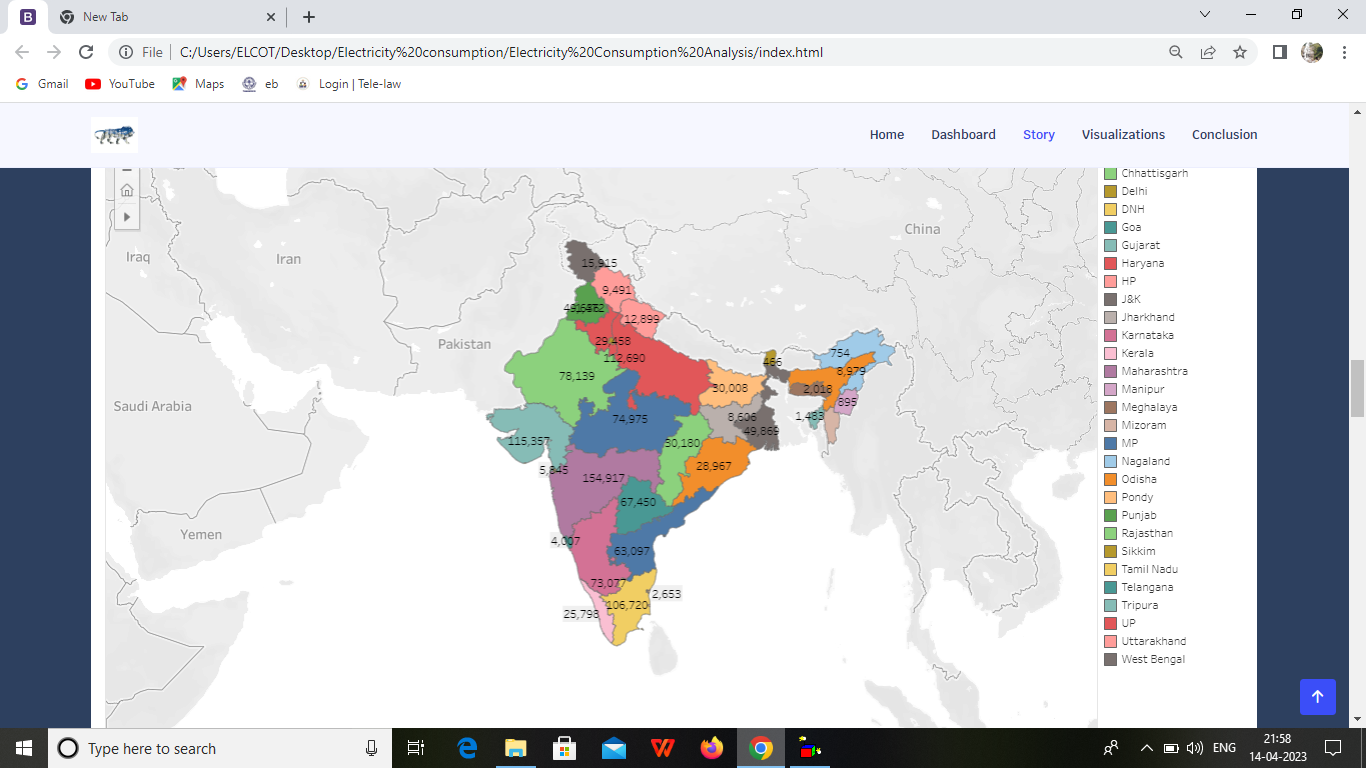 B New Tab
File | C:/Users/ELCOT/Desktop/Electricity%20consumption/Electricity%20Consumption%20Analysis/index.html
Gmail YouTube Maps eb Login | Tele-law
Home Dashboard Story Visualizations Conclusion
China
Iraq
Iran
Pakistan
Saudi Arabia
Yemen
15,915
9,491
12,899
29,458
112,690
78,139
466
754
8,979
30,008
2,018
895
74,975
8,606
1,483
49,869
115,357
30,180
5,845
154,917
28,967
67,450
4,007
63,097
73,077
2,653
106,720
25,798
Chhattisgarh
Delhi
DNH
Goa
Gujarat
Haryana
HP
J&K
Jharkhand
Karnataka
Kerala
Maharashtra
Manipur
Meghalaya
Mizoram
MP
Nagaland
Odisha
Pondy
Punjab
Rajasthan
Sikkim
Tamil Nadu
Telangana
Tripura
UP
Uttarakhand
West Bengal
Type here to search
ENG
21:58
14-04-2023